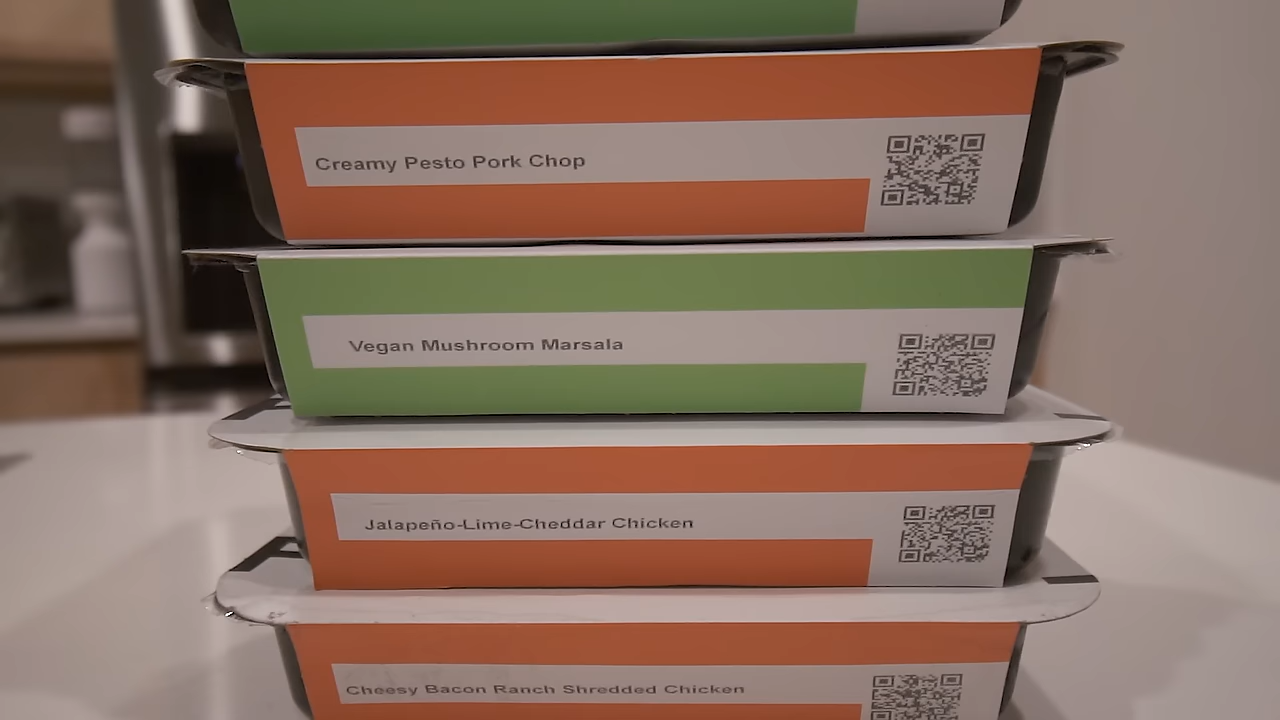 Creamy Pesto Pork Chop
Vegan Mushroom Marsala
Jalapeño-Lime-Cheddar Chicken
Cheesy Bacon Ranch Shredded Chicken